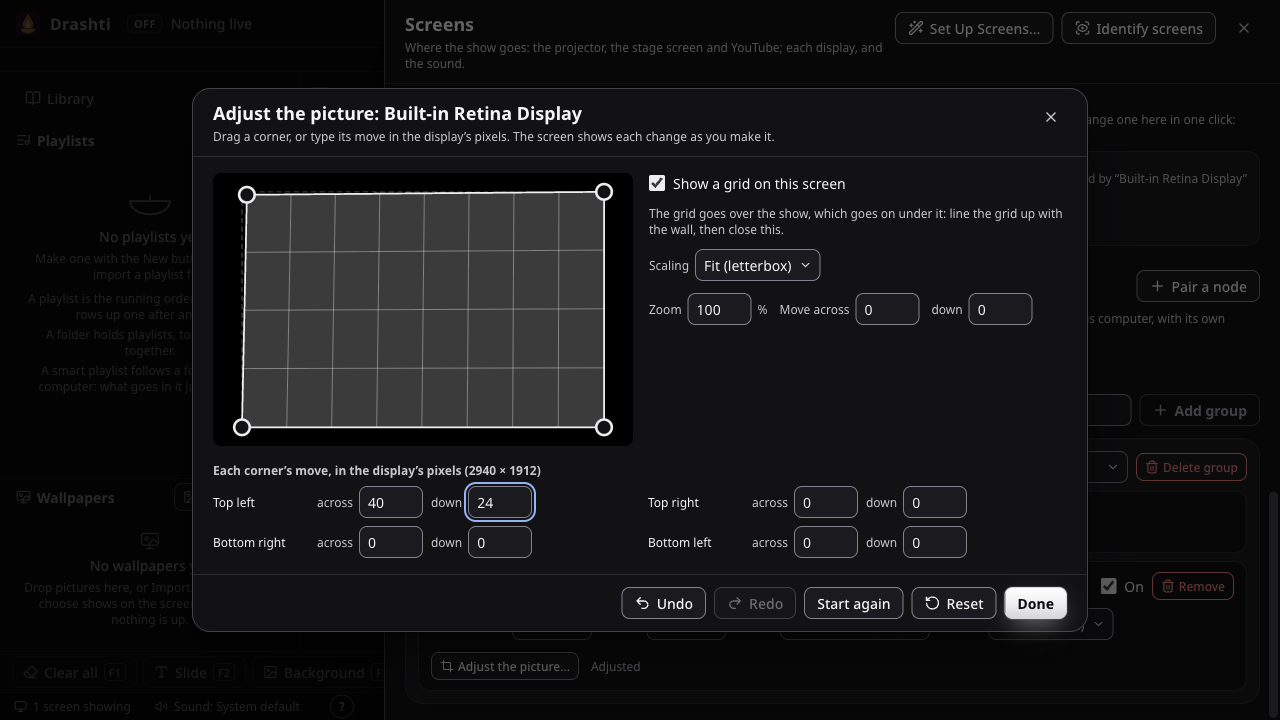 Drashti
OFF
Nothing live
Screens
Where the show goes: the projector, the stage screen and YouTube; each display, and
the sound.
Set Up Screens...
Identify screens
Library
Playlists
No playlists ye
Make one with the New but
import a playlist f
A playlist is the running orde
rows up one after an
A folder holds playlists, to
together.
A smart playlist follows a fo
computer: what goes in it jo
Wallpapers
No wallpapers
Drop pictures here, or Import
choose shows on the scree
nothing is up.
Clear all F1
Slide F2
Background F
1 screen showing
Sound: System default
?
Adjust the picture: Built-in Retina Display
Drag a corner, or type its move in the display's pixels. The screen shows each change as you make it.
Show a grid on this screen
The grid goes over the show, which goes on under it: line the grid up with
the wall, then close this.
Scaling Fit (letterbox)
Zoom 100 % Move across 0 down 0
Each corner's move, in the display's pixels (2940 × 1912)
Top left across 40 down 24
Top right across 0 down 0
Bottom right across 0 down 0
Bottom left across 0 down 0
Undo
Redo
Start again
Reset
Done
ange one here in one click:
d by “Built-in Retina Display”
Pair a node
s computer, with its own
Add group
Delete group
On
Remove
Adjust the picture...
Adjusted